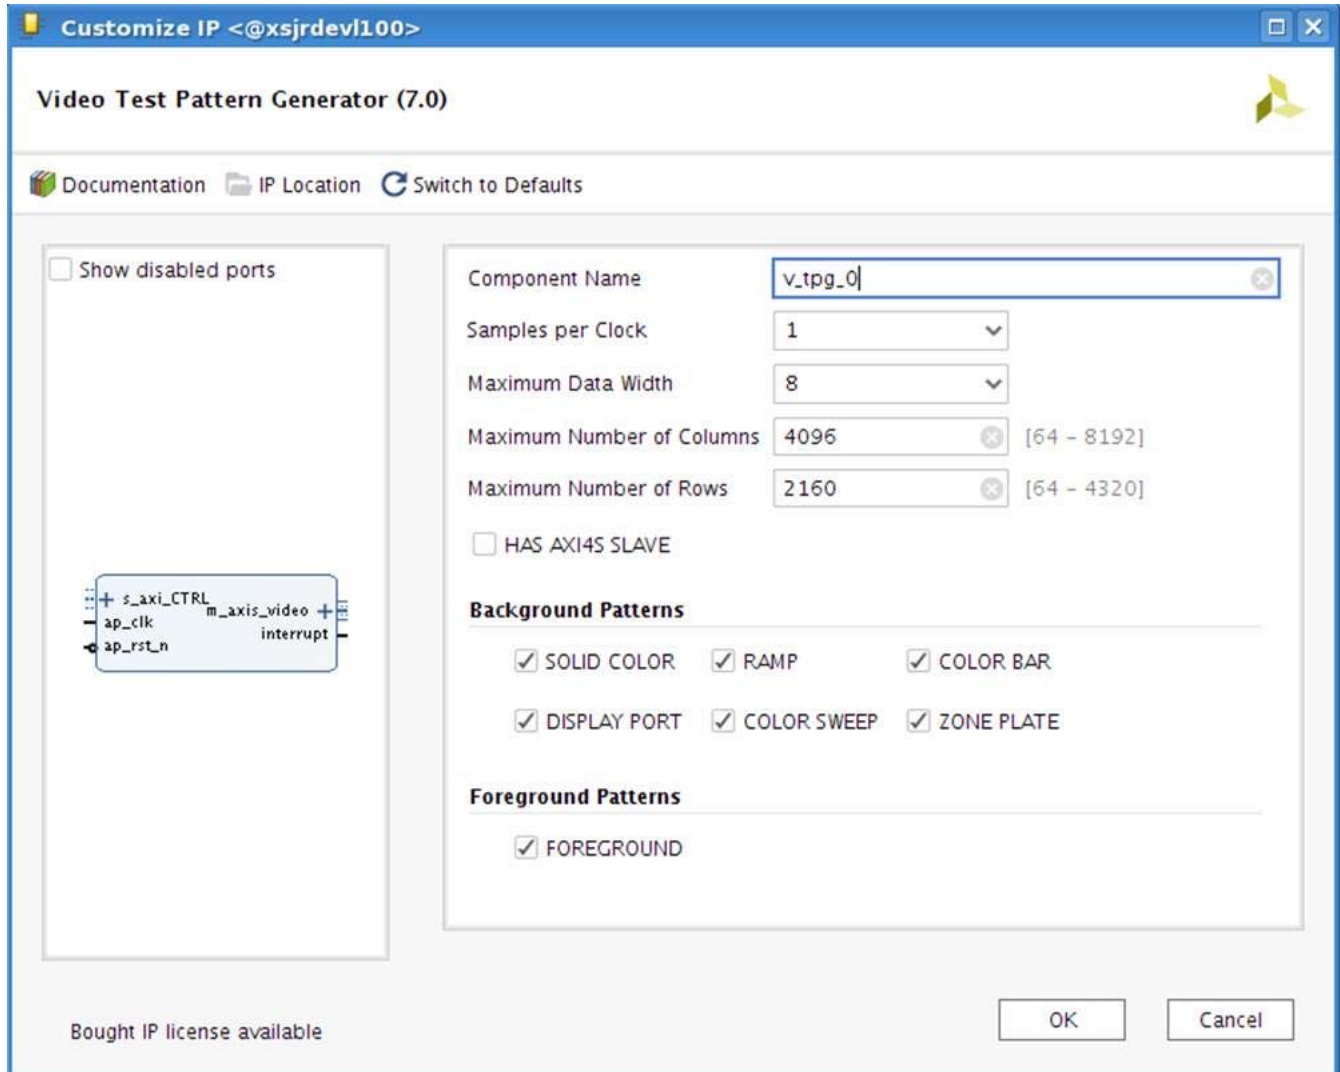 Customize IP <@xsjrdevl100>
Video Test Pattern Generator (7.0)
Documentation IP Location Switch to Defaults
Show disabled ports
s_axi_CTRL
ap_clk
ap_rst_n
m_axis_video
interrupt
Component Name v_tpg_0
Samples per Clock 1
Maximum Data Width 8
Maximum Number of Columns 4096 [64 - 8192]
Maximum Number of Rows 2160 [64 - 4320]
HAS AXI4S SLAVE
Background Patterns
SOLID COLOR RAMP COLOR BAR
DISPLAY PORT COLOR SWEEP ZONE PLATE
Foreground Patterns
FOREGROUND
Bought IP license available
OK Cancel